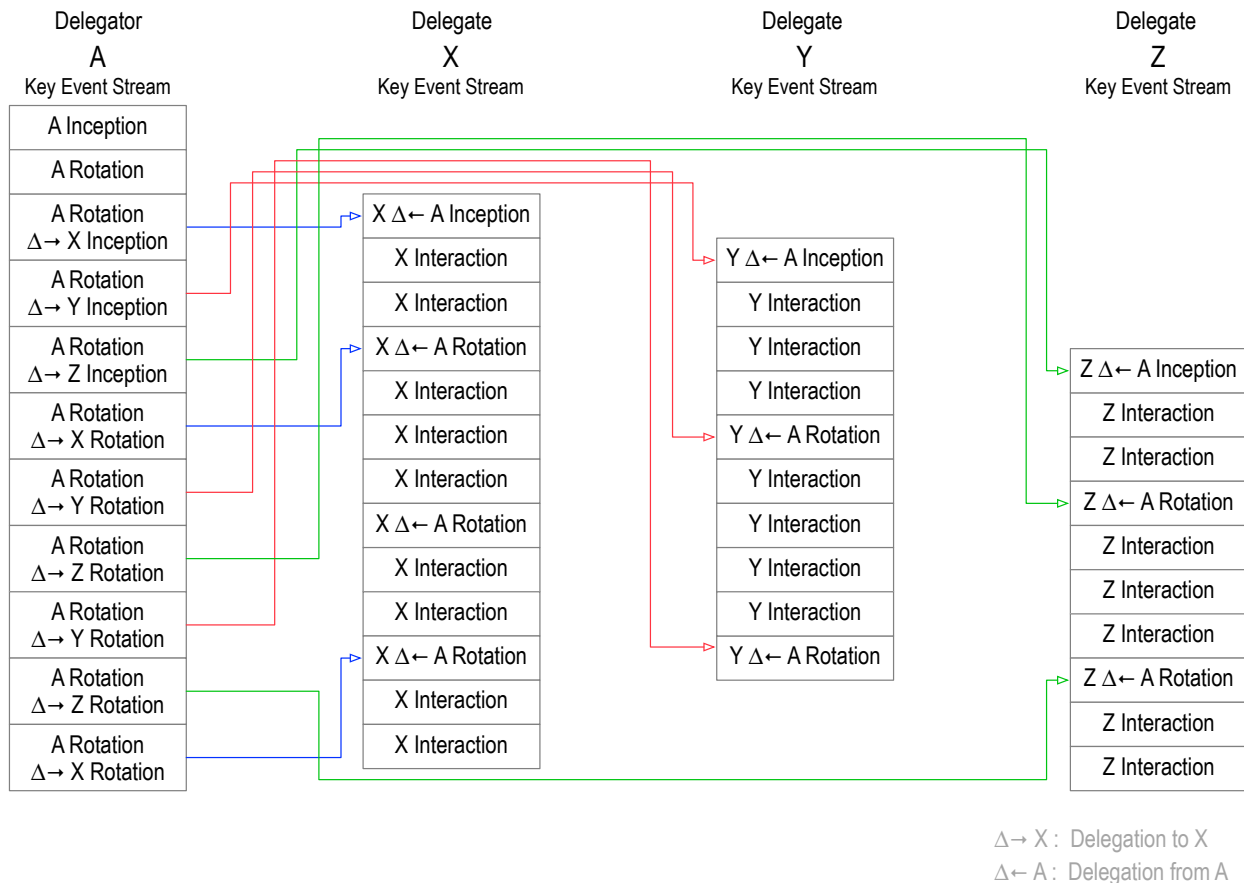 Delegator
A
Key Event Stream
A Inception
A Rotation
A Rotation
Δ→ X Inception
A Rotation
Δ→ Y Inception
A Rotation
Δ→ Z Inception
A Rotation
Δ→ X Rotation
A Rotation
Δ→ Y Rotation
A Rotation
Δ→ Z Rotation
A Rotation
Δ→ Y Rotation
A Rotation
Δ→ Z Rotation
A Rotation
Δ→ X Rotation
Delegate
X
Key Event Stream
X Δ← A Inception
X Interaction
X Interaction
X Δ← A Rotation
X Interaction
X Interaction
X Interaction
X Δ← A Rotation
X Interaction
X Interaction
X Δ← A Rotation
X Interaction
X Interaction
Delegate
Y
Key Event Stream
Y Δ← A Inception
Y Interaction
Y Interaction
Y Interaction
Y Δ← A Rotation
Y Interaction
Y Interaction
Y Interaction
Y Interaction
Y Δ← A Rotation
Delegate
Z
Key Event Stream
Z Δ← A Inception
Z Interaction
Z Interaction
Z Δ← A Rotation
Z Interaction
Z Interaction
Z Interaction
Z Δ← A Rotation
Z Interaction
Z Interaction
Δ→ X : Delegation to X
Δ← A : Delegation from A